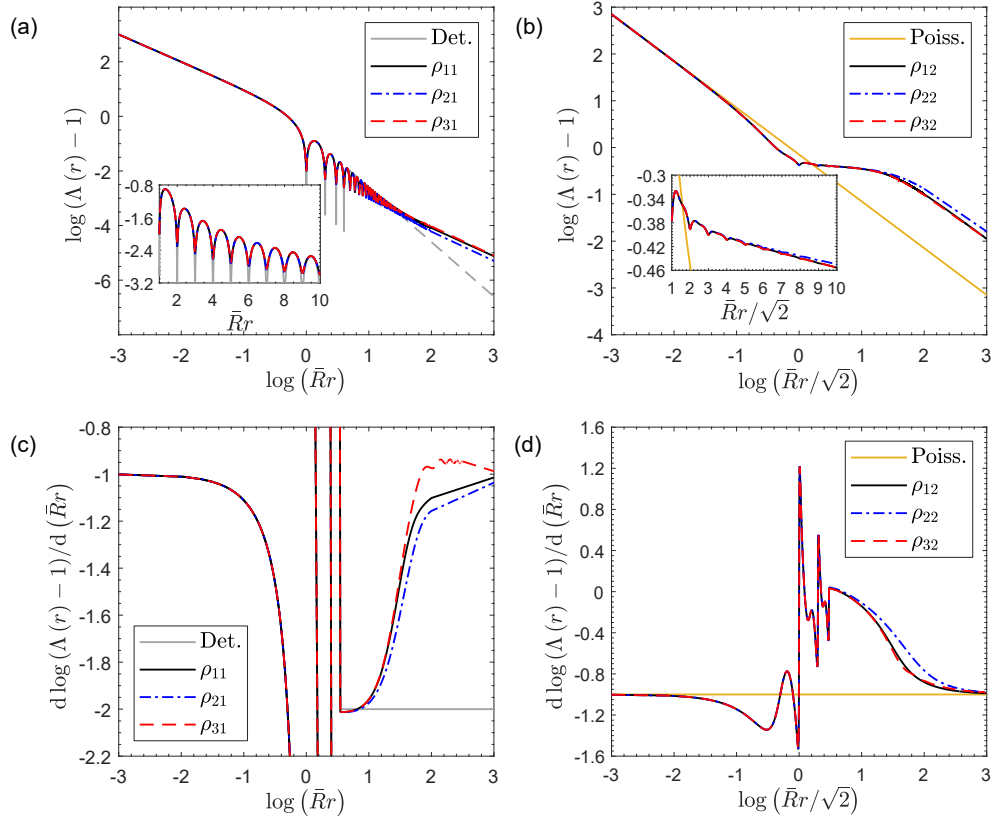 (a)
log (Λ (r) − 1)
2
0
-2
-4
-6
-3
-2
-1
0
1
2
3
log (R̄r)
Det.
ρ₁₁
ρ₂₁
ρ₃₁
-0.8
-1.6
-2.4
-3.2
2
4
6
8
10
R̄r
(b)
log (Λ (r) − 1)
3
2
1
0
-1
-2
-3
-4
-3
-2
-1
0
1
2
3
log (R̄r/√2)
Poiss.
ρ₁₂
ρ₂₂
ρ₃₂
-0.3
-0.34
-0.38
-0.42
-0.46
1 2 3 4 5 6 7 8 9 10
R̄r/√2
(c)
d log (Λ (r) − 1)/d (R̄r)
-0.8
-1
-1.2
-1.4
-1.6
-1.8
-2
-2.2
-3
-2
-1
0
1
2
3
log (R̄r)
Det.
ρ₁₁
ρ₂₁
ρ₃₁
(d)
d log (Λ (r) − 1)/d (R̄r)
1.6
1.2
0.8
0.4
0
-0.4
-0.8
-1.2
-1.6
-3
-2
-1
0
1
2
3
log (R̄r/√2)
Poiss.
ρ₁₂
ρ₂₂
ρ₃₂